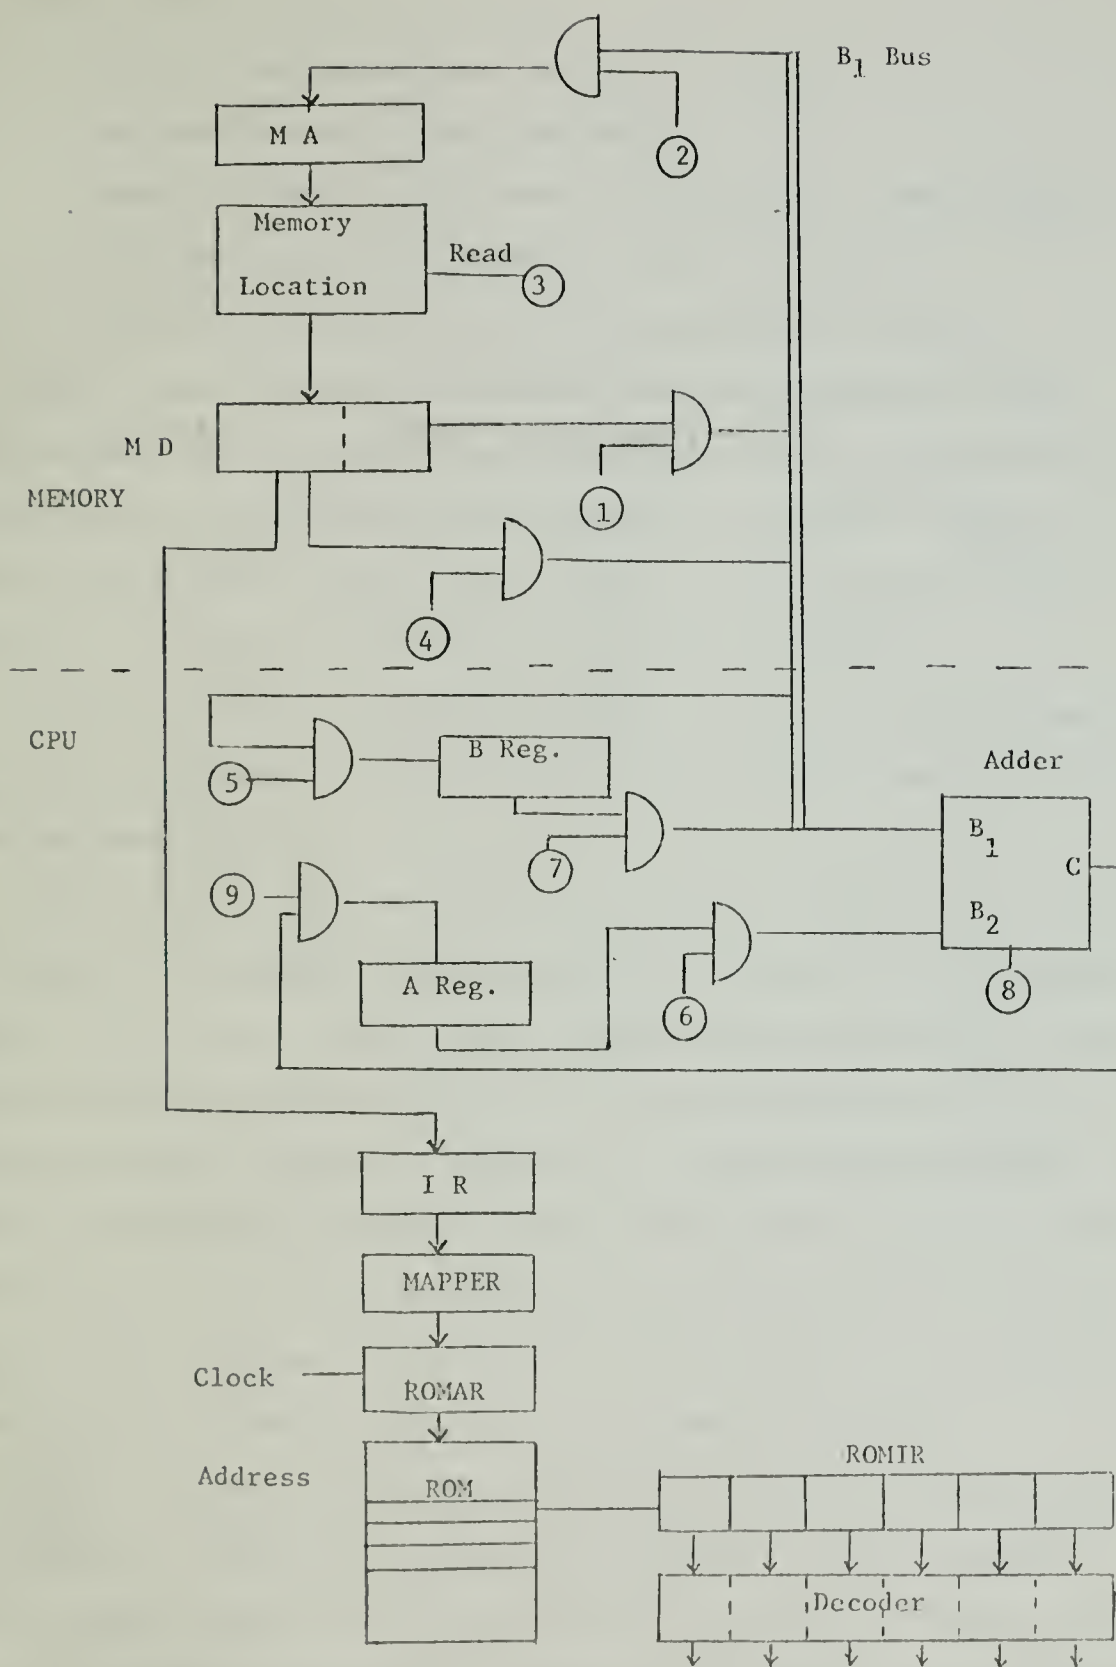 B1 Bus
M A
2
Memory
Location
Read
3
M D
1
MEMORY
4
CPU
B Reg.
5
Adder
7
B1
C
9
B2
A Reg.
6
8
I R
MAPPER
Clock
ROMAR
Address
ROM
ROMIR
Decoder